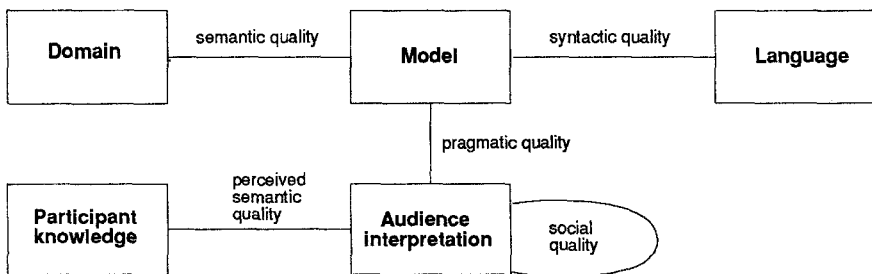 semantic quality
syntactic quality
Domain
Model
Language
pragmatic quality
perceived
semantic
quality
Participant
knowledge
Audience
interpretation
social
quality